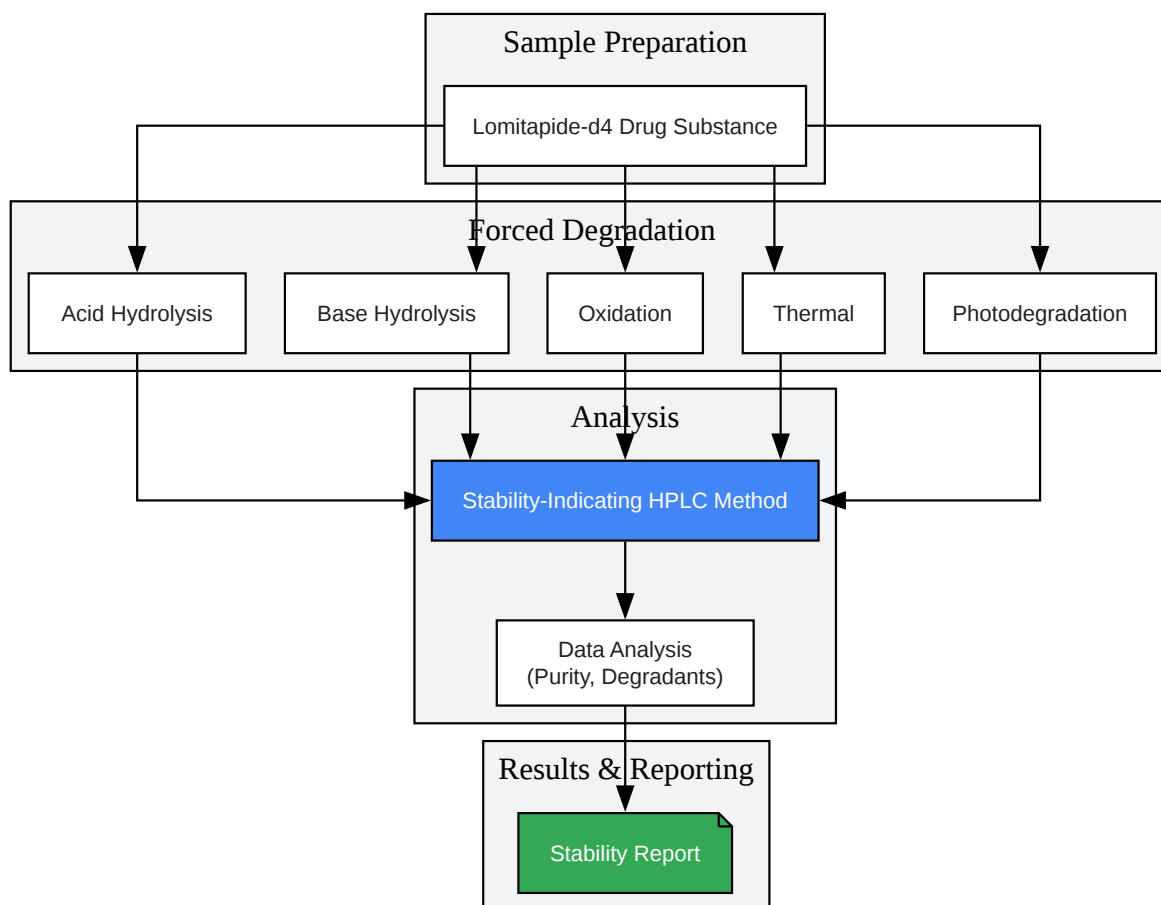 Sample Preparation
Lomitapide-d4 Drug Substance
Forced Degradation
Acid Hydrolysis
Base Hydrolysis
Oxidation
Thermal
Photodegradation
Analysis
Stability-Indicating HPLC Method
Data Analysis
(Purity, Degradants)
Results & Reporting
Stability Report